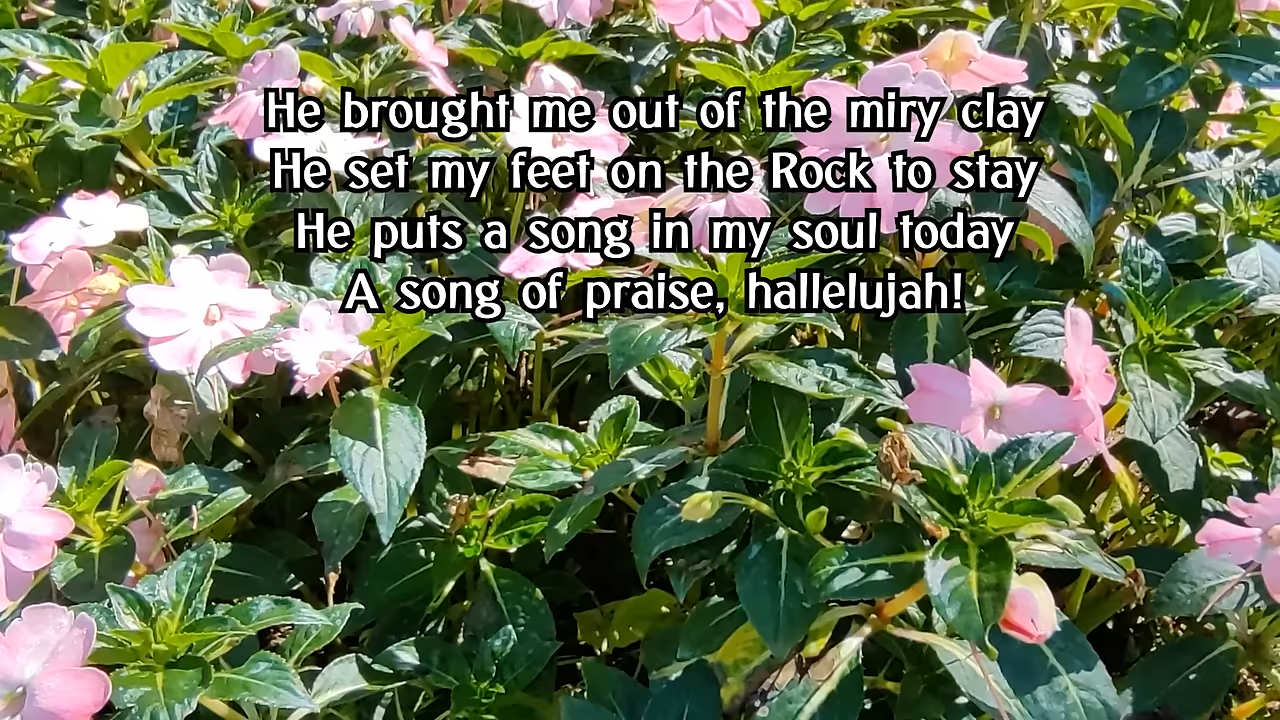 He brought me out of the miry clay
He set my feet on the Rock to stay
He puts a song in my soul today
A song of praise, hallelujah!